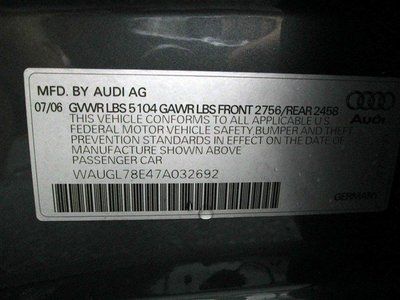 MFD. BY AUDI AG
07/06 GVWR LBS 5104 GAWR LBS FRONT 2756/REAR 2458
THIS VEHICLE CONFORMS TO ALL APPLICABLE U.S.
FEDERAL MOTOR VEHICLE SAFETY, BUMPER AND THEFT
PREVENTION STANDARDS IN EFFECT ON THE DATE OF
MANUFACTURE SHOWN ABOVE
PASSENGER CAR
Audi
WAUGL78E47A032692
GERMANY